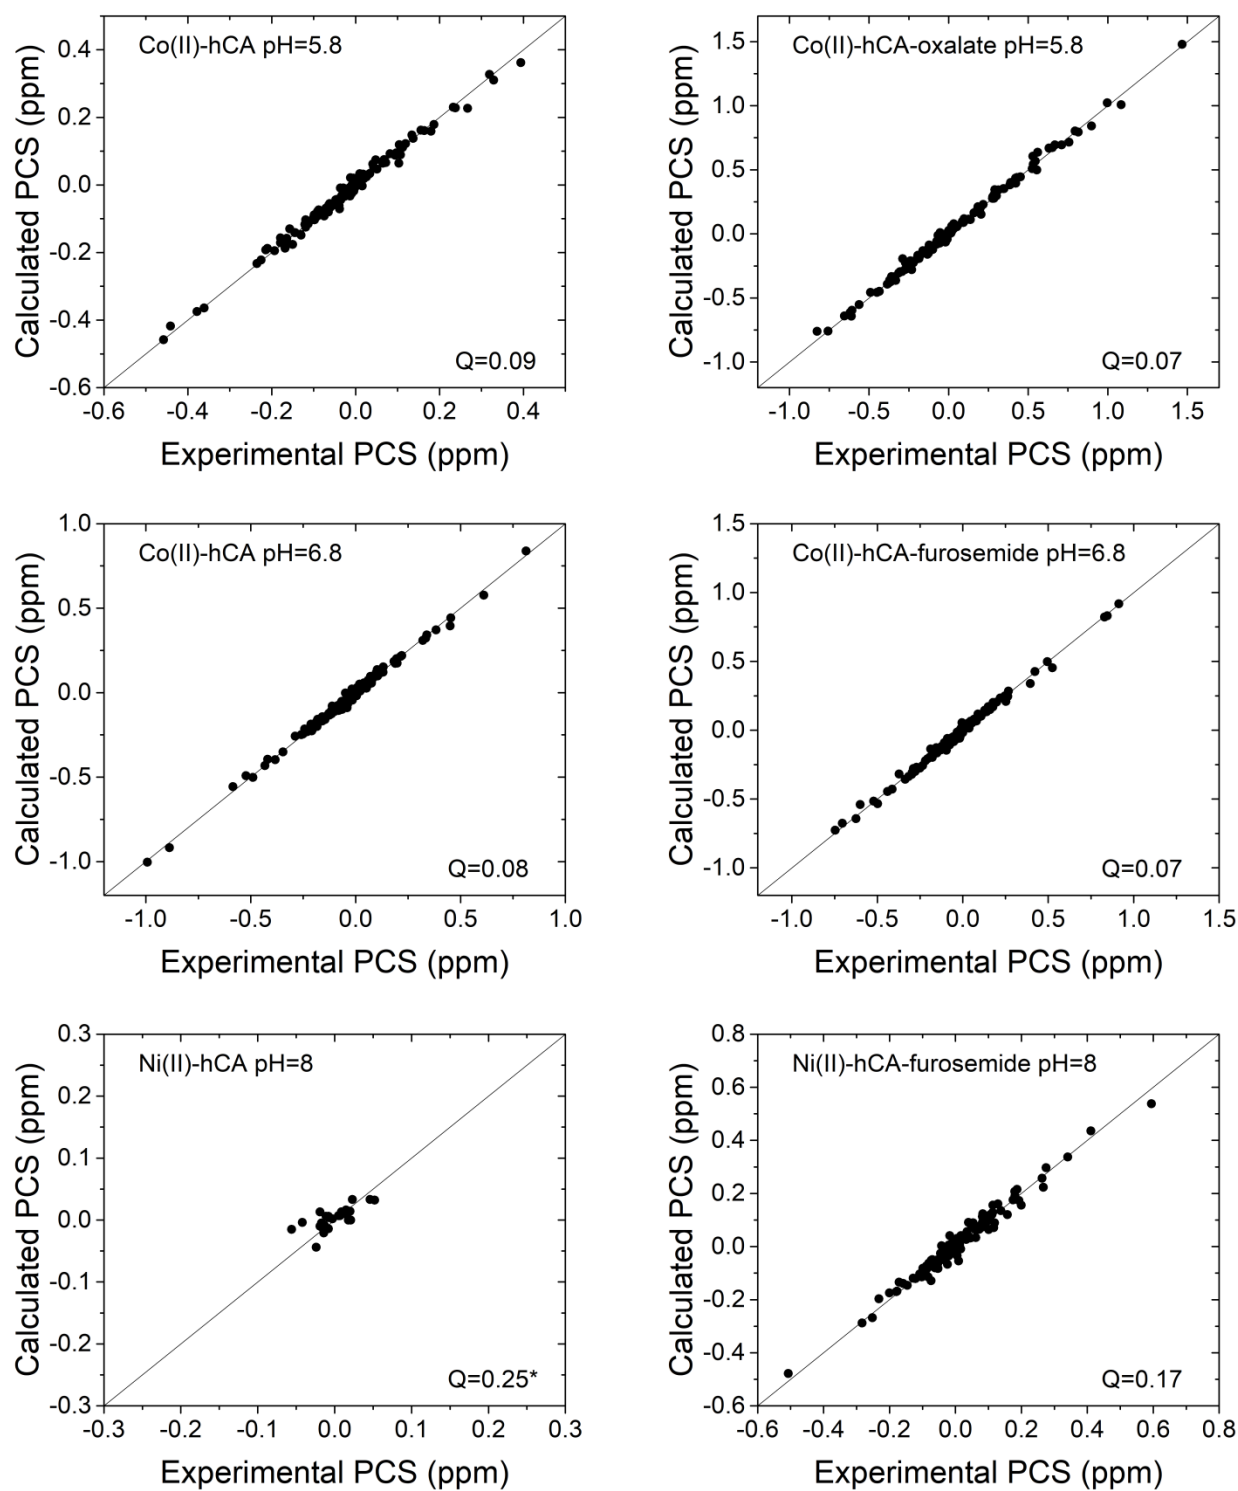 Co(II)-hCA pH=5.8
Calculated PCS (ppm)
0.4
0.2
0.0
-0.2
-0.4
-0.6
Q=0.09
-0.6 -0.4 -0.2 0.0 0.2 0.4
Experimental PCS (ppm)
Co(II)-hCA-oxalate pH=5.8
Calculated PCS (ppm)
1.5
1.0
0.5
0.0
-0.5
-1.0
Q=0.07
-1.0 -0.5 0.0 0.5 1.0 1.5
Experimental PCS (ppm)
Co(II)-hCA pH=6.8
Calculated PCS (ppm)
1.0
0.5
0.0
-0.5
-1.0
Q=0.08
-1.0 -0.5 0.0 0.5 1.0
Experimental PCS (ppm)
Co(II)-hCA-furosemide pH=6.8
Calculated PCS (ppm)
1.5
1.0
0.5
0.0
-0.5
-1.0
Q=0.07
-1.0 -0.5 0.0 0.5 1.0 1.5
Experimental PCS (ppm)
Ni(II)-hCA pH=8
Calculated PCS (ppm)
0.3
0.2
0.1
0.0
-0.1
-0.2
-0.3
Q=0.25*
-0.3 -0.2 -0.1 0.0 0.1 0.2 0.3
Experimental PCS (ppm)
Ni(II)-hCA-furosemide pH=8
Calculated PCS (ppm)
0.8
0.6
0.4
0.2
0.0
-0.2
-0.4
-0.6
Q=0.17
-0.6 -0.4 -0.2 0.0 0.2 0.4 0.6 0.8
Experimental PCS (ppm)